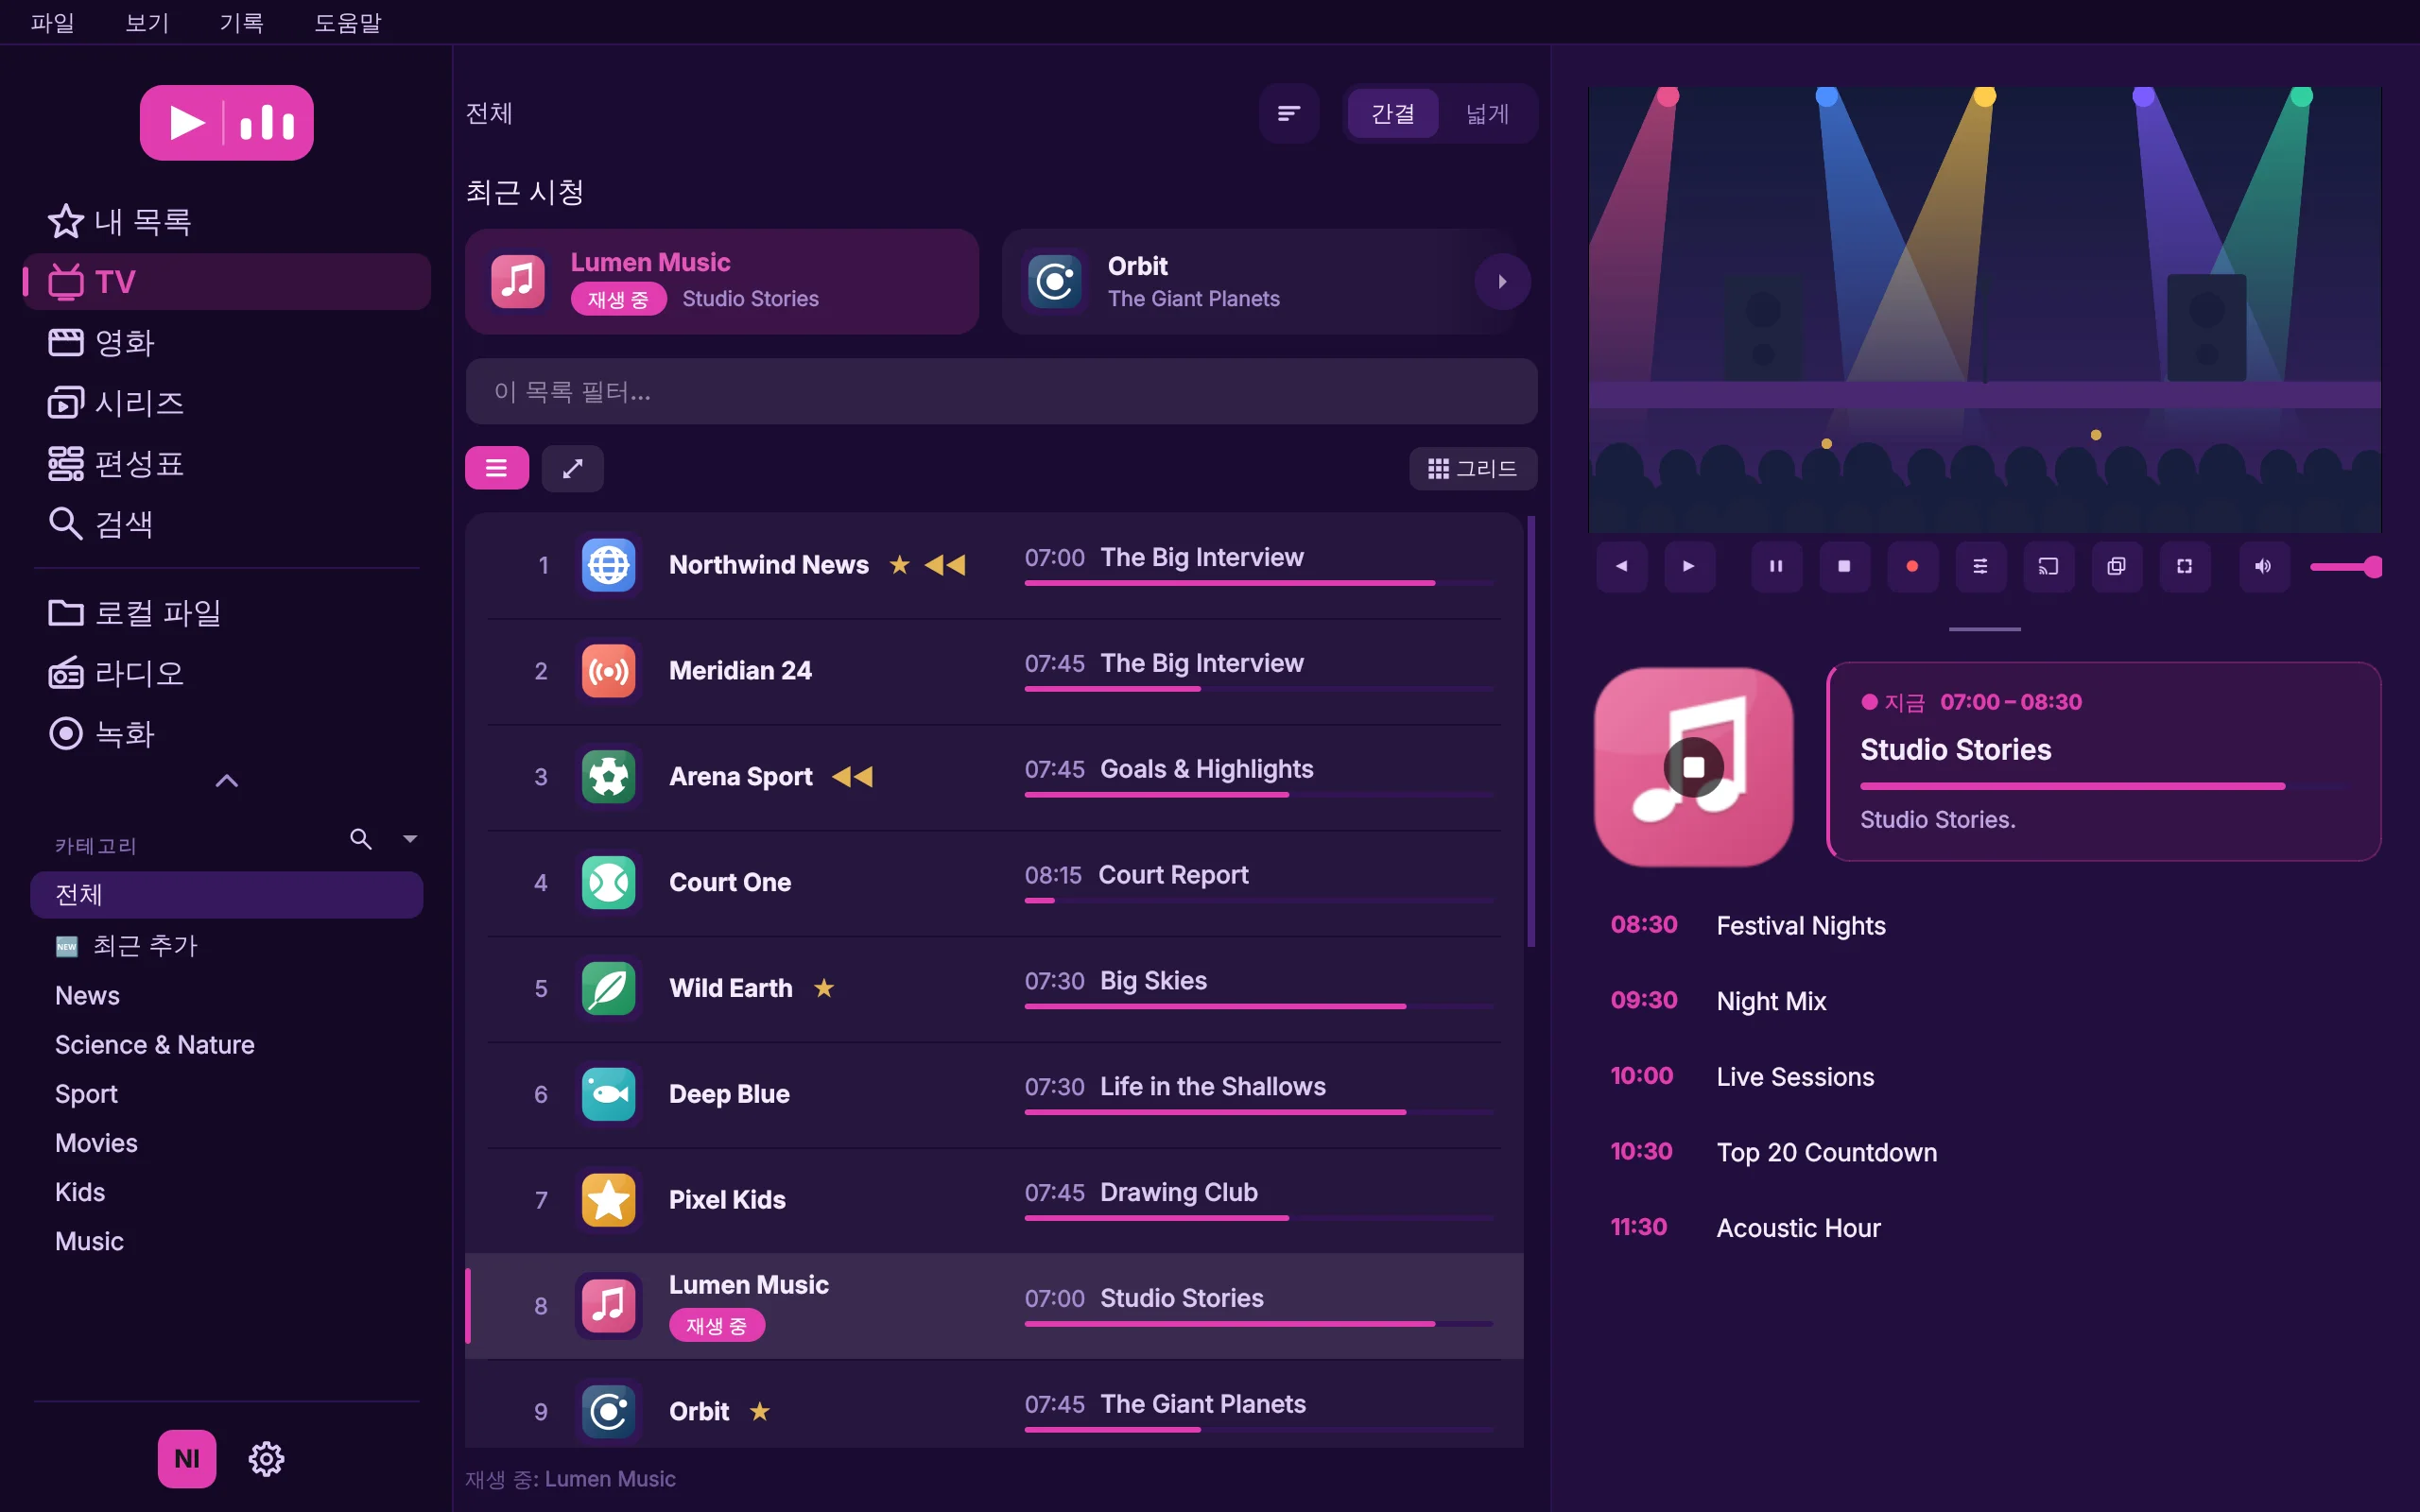 파일 보기 기록 도움말
내 목록
TV
영화
시리즈
편성표
검색
로컬 파일
라디오
녹화
카테고리
전체
NEW 최근 추가
News
Science & Nature
Sport
Movies
Kids
Music
NI
전체 간결 넓게
최근 시청
Lumen Music
재생 중 Studio Stories
Orbit
The Giant Planets
이 목록 필터...
그리드
1 Northwind News 07:00 The Big Interview
2 Meridian 24 07:45 The Big Interview
3 Arena Sport 07:45 Goals & Highlights
4 Court One 08:15 Court Report
5 Wild Earth 07:30 Big Skies
6 Deep Blue 07:30 Life in the Shallows
7 Pixel Kids 07:45 Drawing Club
8 Lumen Music 07:00 Studio Stories
재생 중
9 Orbit 07:45 The Giant Planets
재생 중: Lumen Music
지금 07:00 – 08:30
Studio Stories
Studio Stories.
08:30 Festival Nights
09:30 Night Mix
10:00 Live Sessions
10:30 Top 20 Countdown
11:30 Acoustic Hour